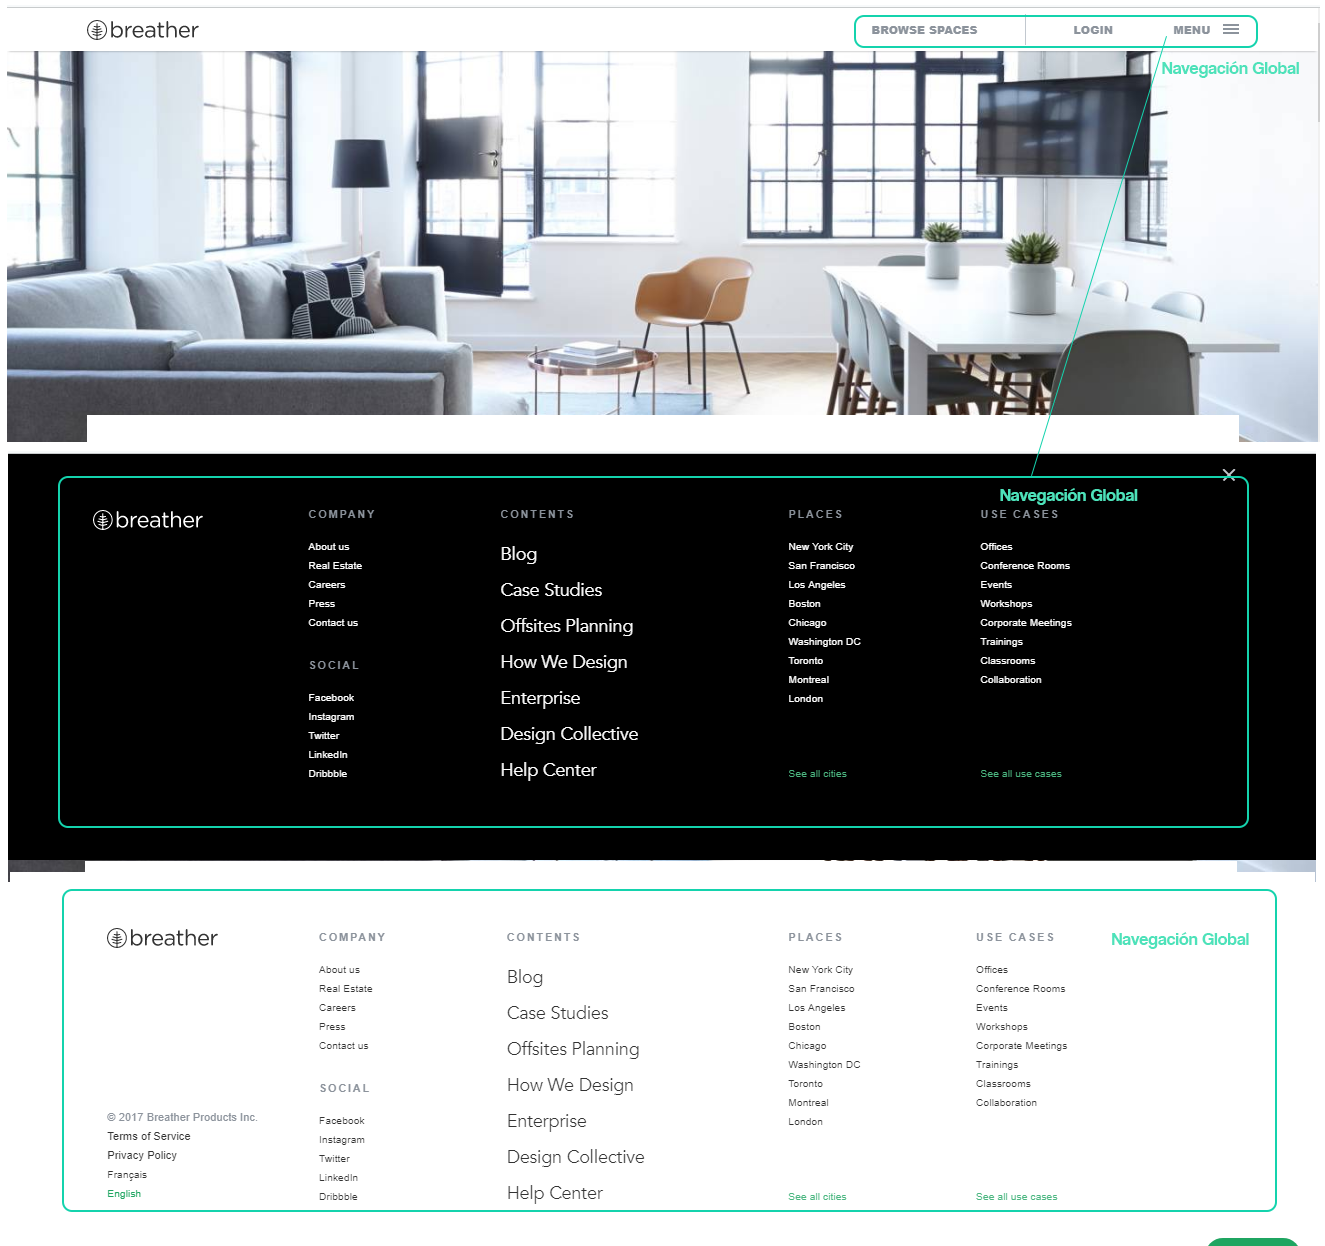 breather
BROWSE SPACES
LOGIN
MENU
Navegación Global
Navegación Global
breather
COMPANY
About us
Real Estate
Careers
Press
Contact us
SOCIAL
Facebook
Instagram
Twitter
LinkedIn
Dribbble
CONTENTS
Blog
Case Studies
Offsites Planning
How We Design
Enterprise
Design Collective
Help Center
PLACES
New York City
San Francisco
Los Angeles
Boston
Chicago
Washington DC
Toronto
Montreal
London
See all cities
USE CASES
Offices
Conference Rooms
Events
Workshops
Corporate Meetings
Trainings
Classrooms
Collaboration
See all use cases
breather
© 2017 Breather Products Inc.
Terms of Service
Privacy Policy
Français
English
COMPANY
About us
Real Estate
Careers
Press
Contact us
SOCIAL
Facebook
Instagram
Twitter
LinkedIn
Dribbble
CONTENTS
Blog
Case Studies
Offsites Planning
How We Design
Enterprise
Design Collective
Help Center
PLACES
New York City
San Francisco
Los Angeles
Boston
Chicago
Washington DC
Toronto
Montreal
London
See all cities
USE CASES
Offices
Conference Rooms
Events
Workshops
Corporate Meetings
Trainings
Classrooms
Collaboration
See all use cases
Navegación Global